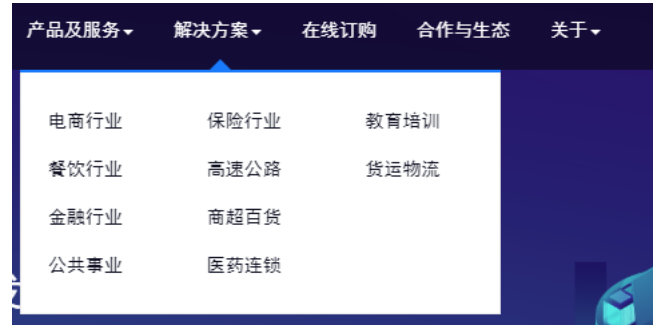 产品及服务 解决方案 在线订购 合作与生态 关于
电商行业 保险行业 教育培训
餐饮行业 高速公路 货运物流
金融行业 商超百货
公共事业 医药连锁